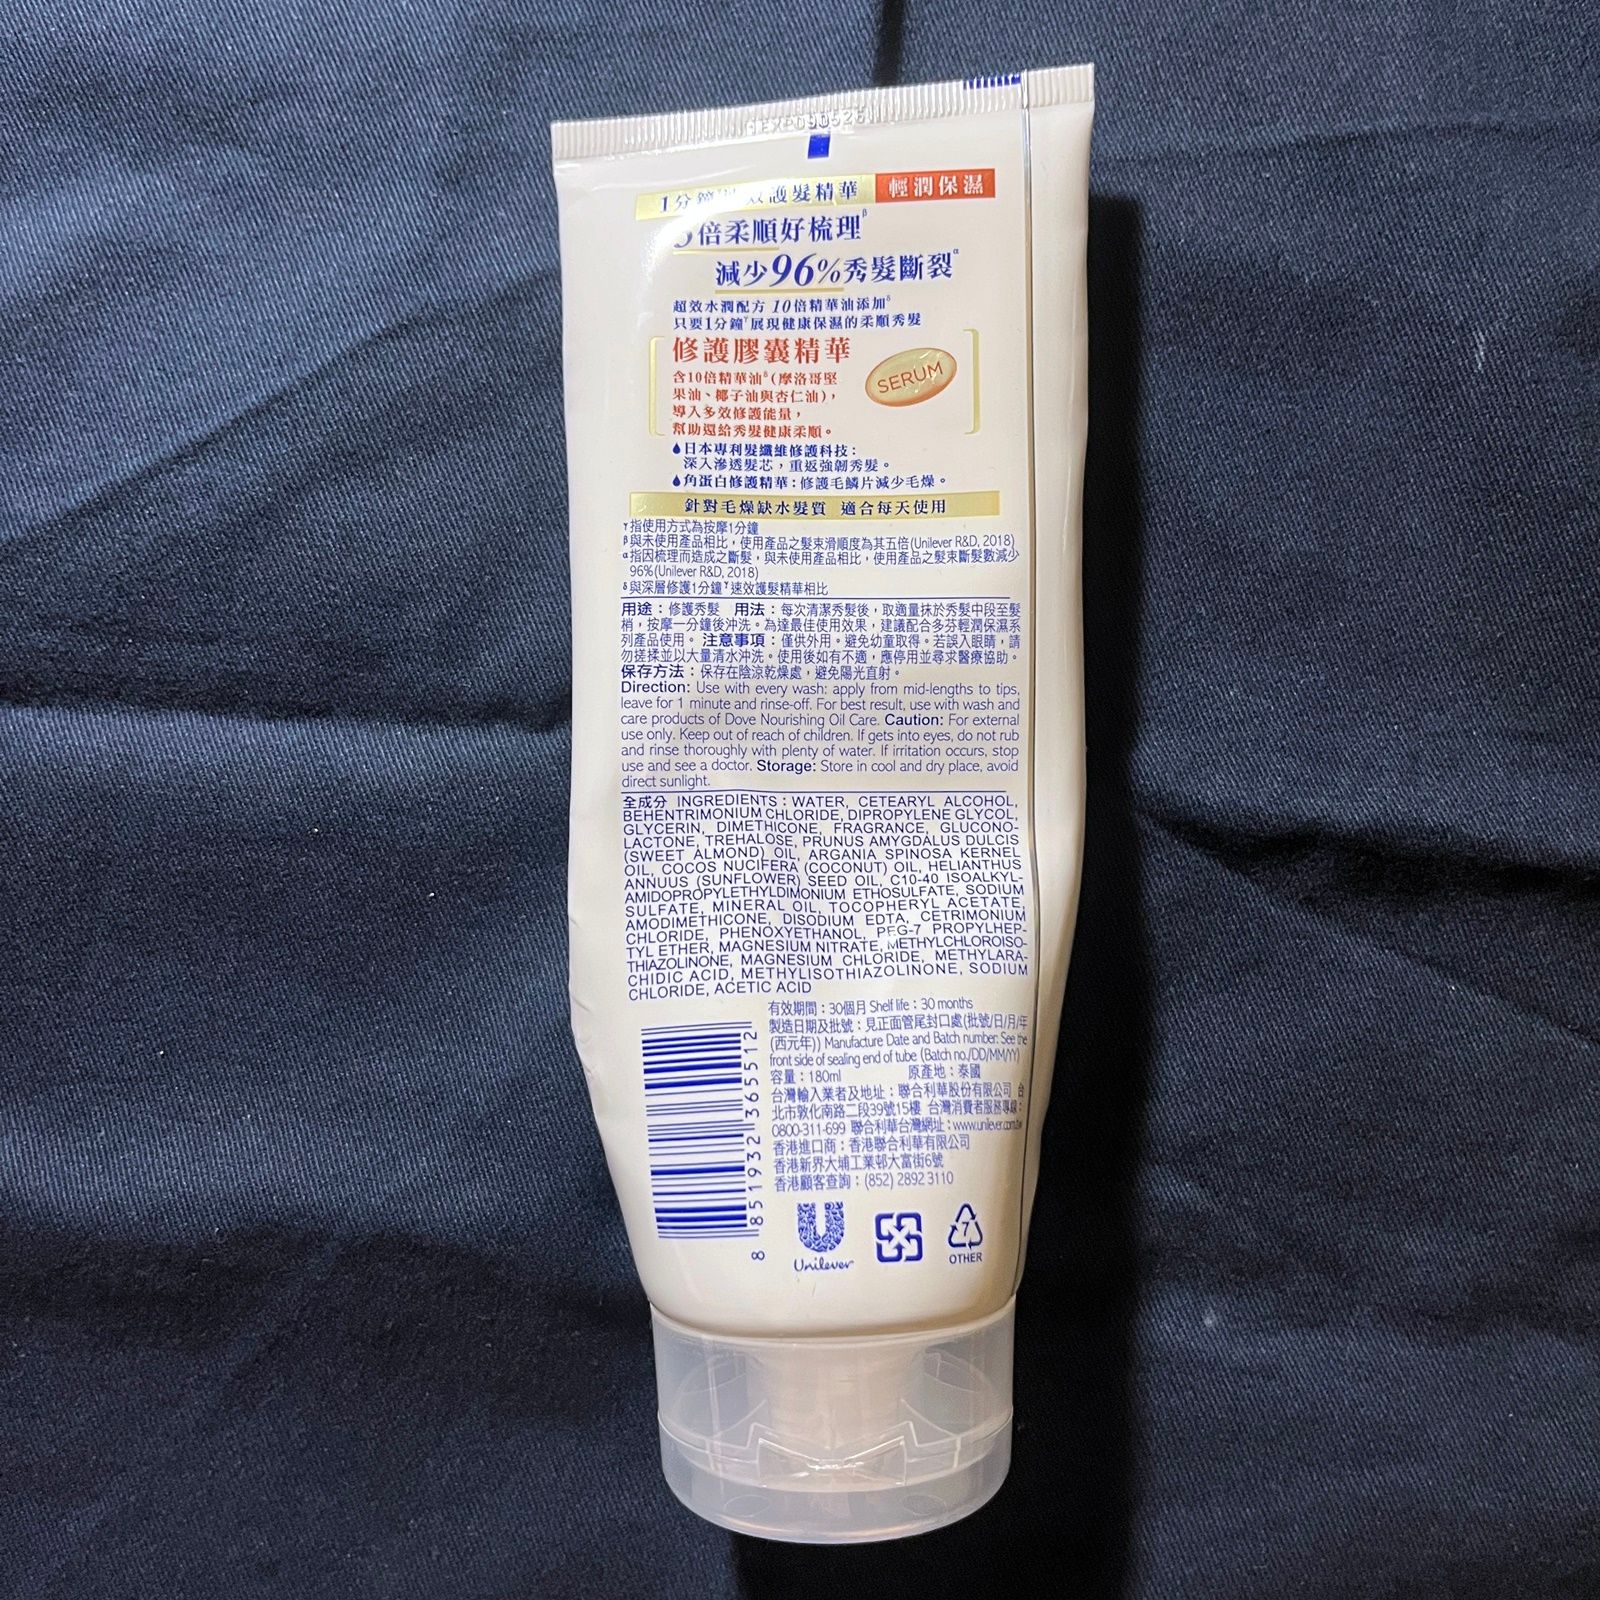 EXP090526
1分鐘 效護髮精華 輕潤保濕
倍柔順好梳理β
減少96%秀髮斷裂α
超效水潤配方 10倍精華油添加δ
只要1分鐘γ展現健康保濕的柔順秀髮
修護膠囊精華
SERUM
含10倍精華油δ(摩洛哥堅
果油、椰子油與杏仁油),
導入多效修護能量,
幫助還給秀髮健康柔順。
日本專利髮纖維修護科技:
深入滲透髮芯,重返強韌秀髮。
角蛋白修護精華:修護毛鱗片減少毛燥。
針對毛燥缺水髮質 適合每天使用
γ指使用方式為按摩1分鐘
β與未使用產品相比,使用產品之髮束滑順度為其五倍(Unilever R&D, 2018)
α指因梳理而造成之斷髮,與未使用產品相比,使用產品之髮束斷髮數減少
96%(Unilever R&D, 2018)
δ與深層修護1分鐘γ速效護髮精華相比
用途:修護秀髮 用法:每次清潔秀髮後,取適量抹於秀髮中段至髮
梢,按摩一分鐘後沖洗。為達最佳使用效果,建議配合多芬輕潤保濕系
列產品使用。注意事項:僅供外用。避免幼童取得。若誤入眼睛,請
勿搓揉並以大量清水沖洗。使用後如有不適,應停用並尋求醫療協助。
保存方法:保存在陰涼乾燥處,避免陽光直射。
Direction: Use with every wash: apply from mid-lengths to tips,
leave for 1 minute and rinse-off. For best result, use with wash and
care products of Dove Nourishing Oil Care. Caution: For external
use only. Keep out of reach of children. If gets into eyes, do not rub
and rinse thoroughly with plenty of water. If irritation occurs, stop
use and see a doctor. Storage: Store in cool and dry place, avoid
direct sunlight.
全成分 INGREDIENTS : WATER, CETEARYL ALCOHOL,
BEHENTRIMONIUM CHLORIDE, DIPROPYLENE GLYCOL,
GLYCERIN, DIMETHICONE, FRAGRANCE, GLUCONO-
LACTONE, TREHALOSE, PRUNUS AMYGDALUS DULCIS
(SWEET ALMOND) OIL, ARGANIA SPINOSA KERNEL
OIL, COCOS NUCIFERA (COCONUT) OIL, HELIANTHUS
ANNUUS (SUNFLOWER) SEED OIL, C10-40 ISOALKYL-
AMIDOPROPYLETHYLDIMONIUM ETHOSULFATE, SODIUM
SULFATE, MINERAL OIL, TOCOPHERYL ACETATE,
AMODIMETHICONE, DISODIUM EDTA, CETRIMONIUM
CHLORIDE, PHENOXYETHANOL, PEG-7 PROPYLHEP-
TYL ETHER, MAGNESIUM NITRATE, METHYLCHLOROISO-
THIAZOLINONE, MAGNESIUM CHLORIDE, METHYLARA-
CHIDIC ACID, METHYLISOTHIAZOLINONE, SODIUM
CHLORIDE, ACETIC ACID
有效期間:30個月 Shelf life : 30 months
製造日期及批號:見正面管尾封口處(批號/日/月/年
(西元年)) Manufacture Date and Batch number: See the
front side of sealing end of tube (Batch no./DD/MM/YY)
容量:180ml 原產地:泰國
台灣輸入業者及地址:聯合利華股份有限公司 台
北市敦化南路二段39號15樓 台灣消費者服務專線:
0800-311-699 聯合利華台灣網址:www.unilever.com.tw
香港進口商:香港聯合利華有限公司
香港新界大埔工業邨大富街6號
香港顧客查詢:(852) 2892 3110
8 851932 365512
Unilever
7
OTHER